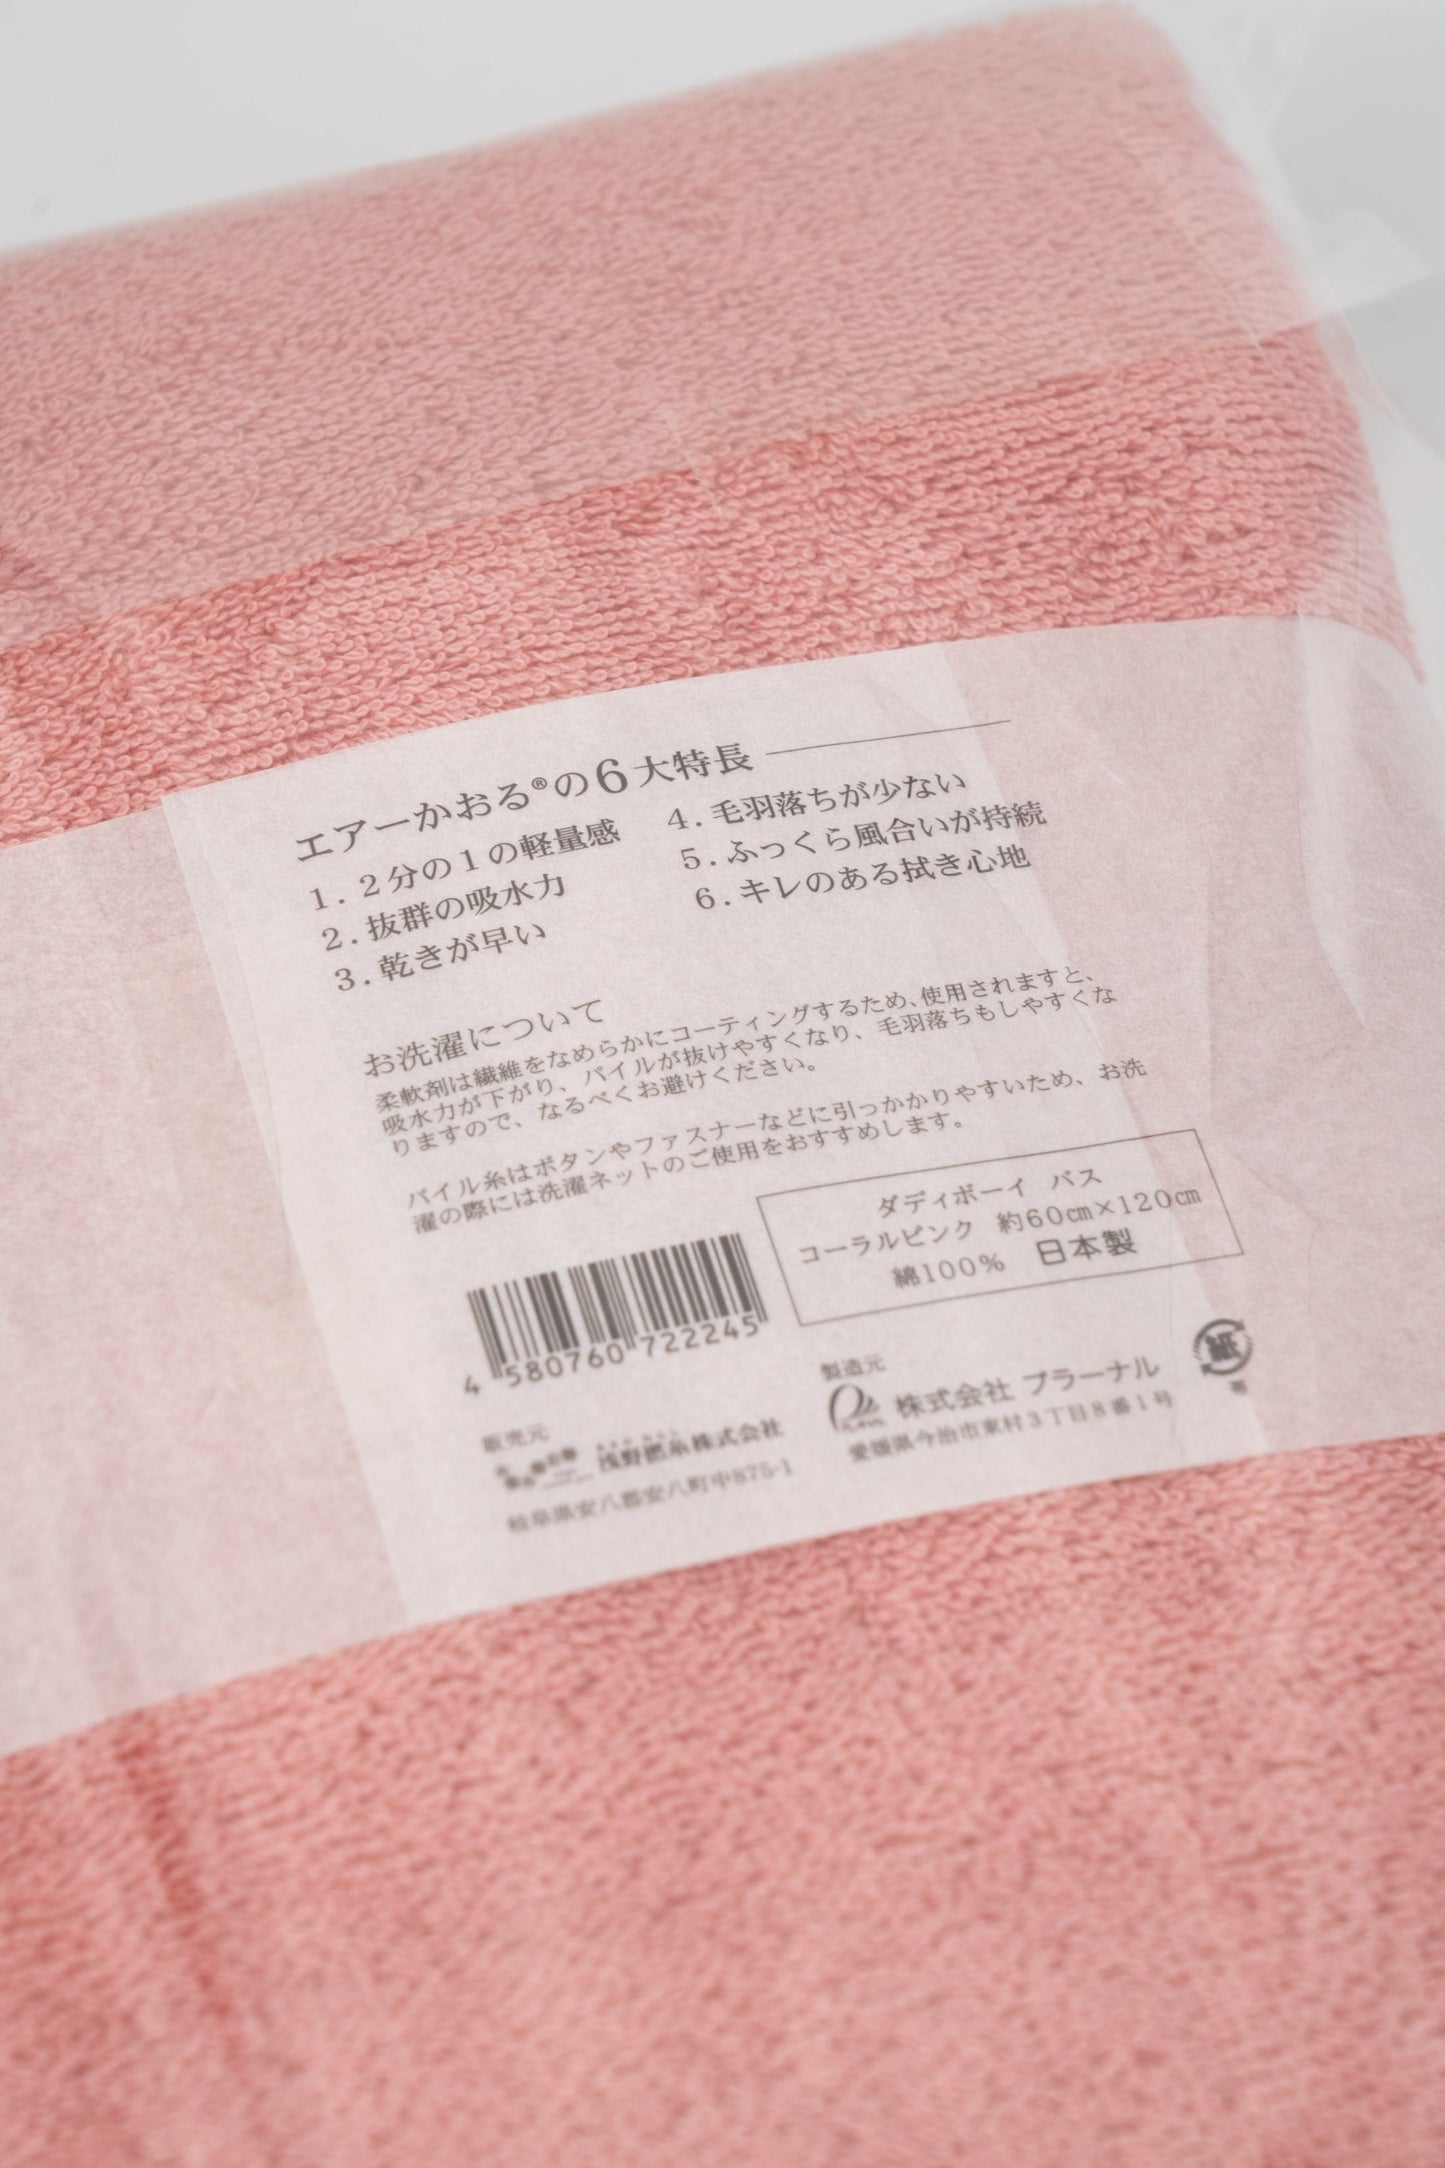 エアーかおる®の6大特長
1. 2分の1の軽量感
2. 抜群の吸水力
3. 乾きが早い
4. 毛羽落ちが少ない
5. ふっくら風合いが持続
6. キレのある拭き心地
お洗濯について
柔軟剤は繊維をなめらかにコーティングするため、使用されますと、
吸水力が下がり、パイルが抜けやすくなり、毛羽落ちもしやすくな
りますので、なるべくお避けください。
パイル糸はボタンやファスナーなどに引っかかりやすいため、お洗
濯の際には洗濯ネットのご使用をおすすめします。
ダディボーイ バス
コーラルピンク 約60㎝×120㎝
綿100% 日本製
4 580760 722245
販売元
浅野撚糸株式会社
岐阜県安八郡安八町中875-1
製造元
株式会社 プラーナル
愛媛県今治市東村3丁目8番1号
紙
帯